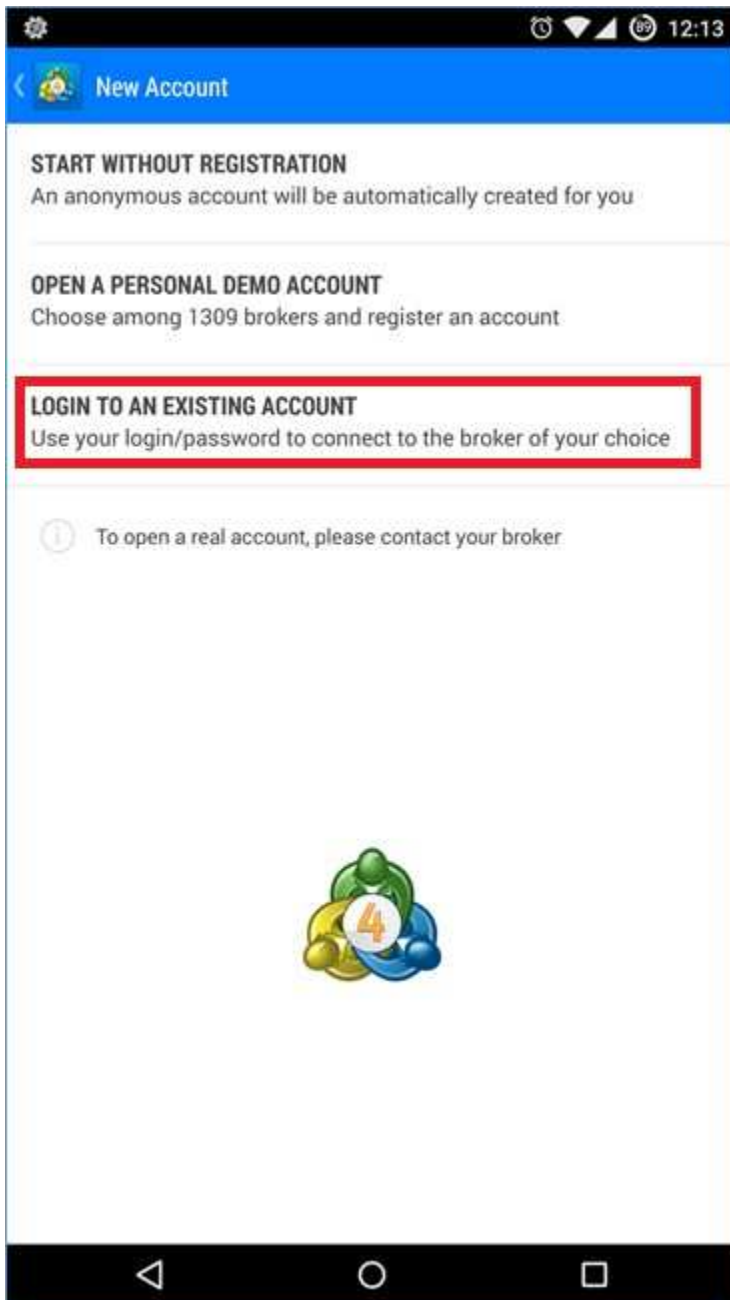 89 12:13
New Account
START WITHOUT REGISTRATION
An anonymous account will be automatically created for you
OPEN A PERSONAL DEMO ACCOUNT
Choose among 1309 brokers and register an account
LOGIN TO AN EXISTING ACCOUNT
Use your login/password to connect to the broker of your choice
To open a real account, please contact your broker
4